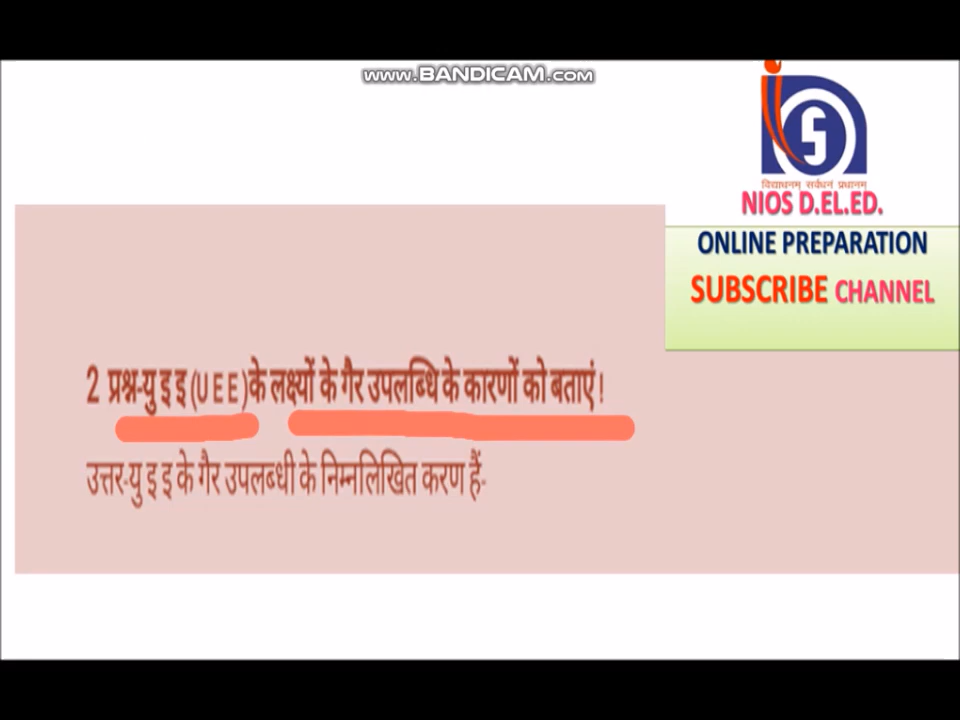 www.BANDICAM.com
विद्याधनम् सर्वधनं प्रधानम्
NIOS D.EL.ED.
ONLINE PREPARATION
SUBSCRIBE CHANNEL
2 प्रश्न-यु इ इ (UEE)के लक्ष्यों के गैर उपलब्धि के कारणों को बताएं !
उत्तर-यु इ इ के गैर उपलब्धी के निम्नलिखित करण हैं-